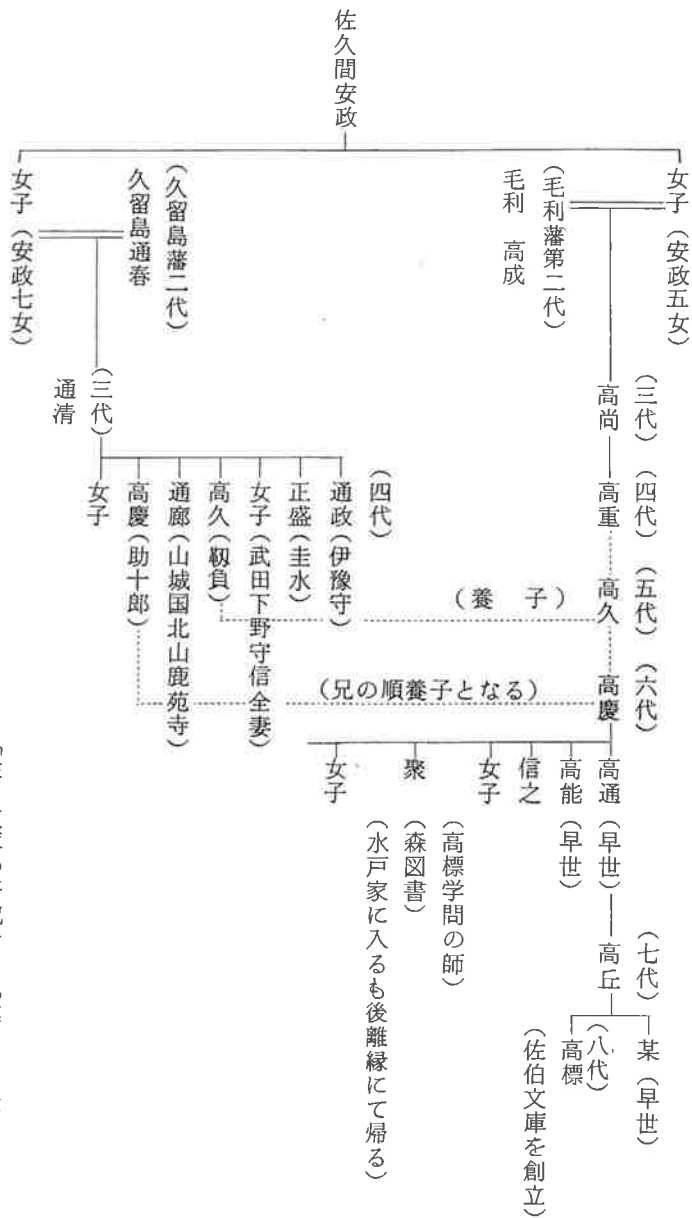 佐久間安政
女子（安政五女）
（毛利藩第二代）
毛利　高成
（三代）
高尚
（四代）
高重
（五代）
高久
（六代）
高慶
（養　子）
（兄の順養子となる）
高通（早世）
高能（早世）
信之
女子
（高標学問の師）
（森図書）
聚
（水戸家に入るも後離縁にて帰る）
女子
（七代）
高丘
某（早世）
（八代）
高標
（佐伯文庫を創立）
（久留島藩二代）
久留島通春
女子（安政七女）
（三代）
通清
（四代）
通政（伊豫守）
正盛（圭水）
女子（武田下野守信全妻）
高久（靱負）
通廊（山城国北山鹿苑寺）
高慶（助十郎）
女子